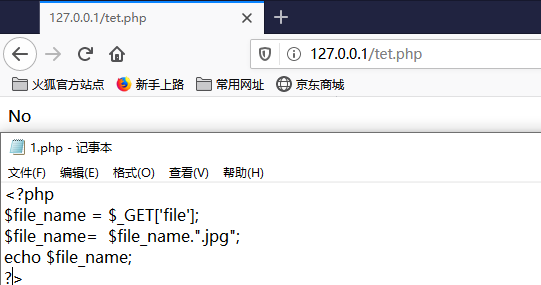 127.0.0.1/tet.php
127.0.0.1/tet.php
火狐官方站点 新手上路 常用网址 京东商城
No
1.php - 记事本
文件(F) 编辑(E) 格式(O) 查看(V) 帮助(H)
<?php
$file_name = $_GET['file'];
$file_name=  $file_name.".jpg";
echo $file_name;
?>